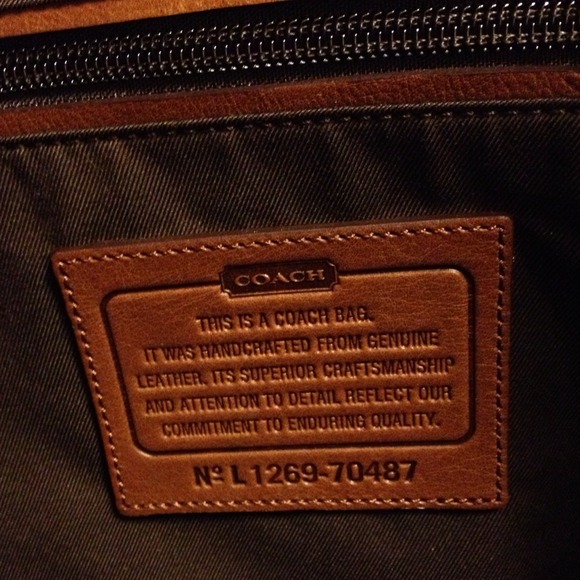 COACH
THIS IS A COACH BAG.
IT WAS HANDCRAFTED FROM GENUINE
LEATHER. ITS SUPERIOR CRAFTSMANSHIP
AND ATTENTION TO DETAIL REFLECT OUR
COMMITMENT TO ENDURING QUALITY.
Nº L1269-70487